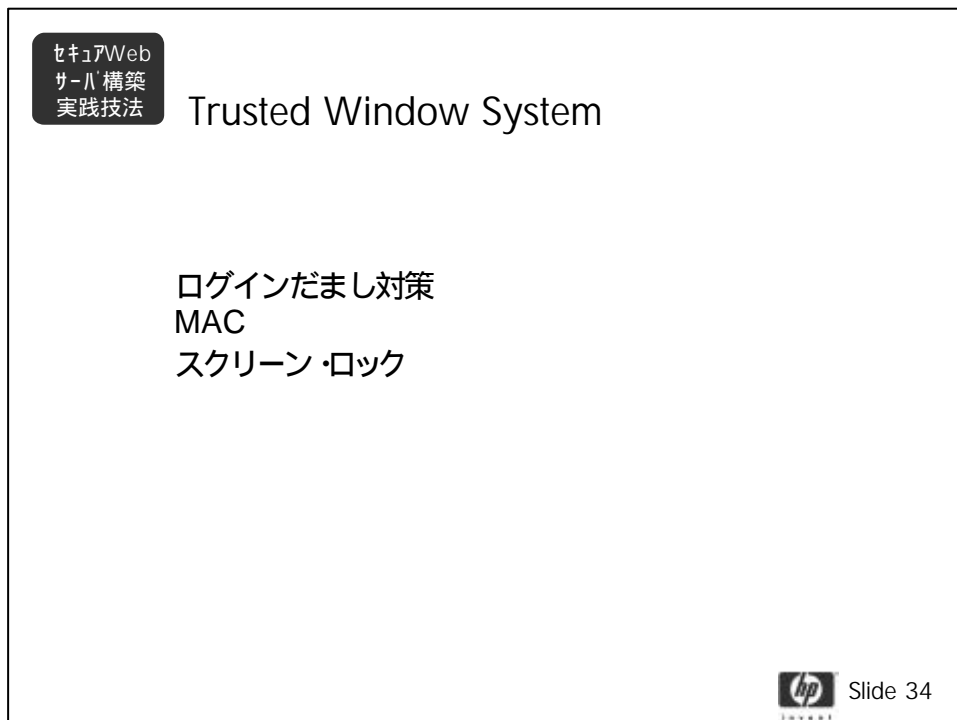 セキュアWeb
サーバ構築
実践技法
Trusted Window System
ログインだまし対策
MAC
スクリーン・ロック
hp
invent
Slide 34